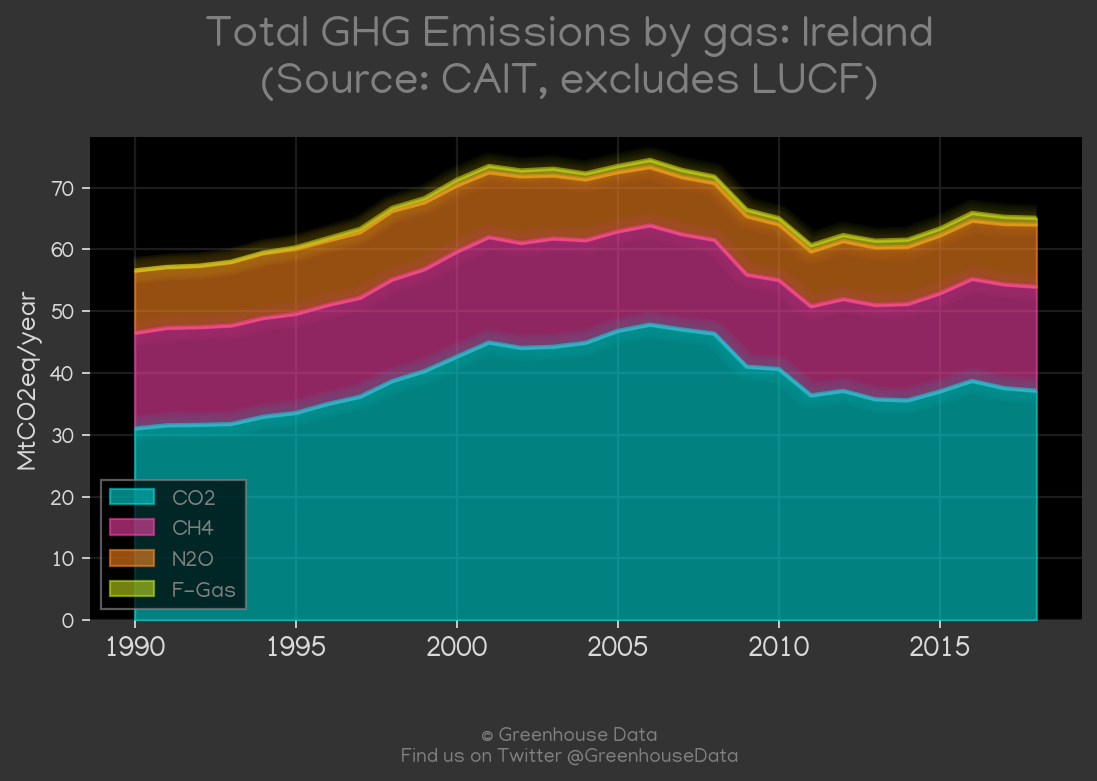 Total GHG Emissions by gas: Ireland
(Source: CAIT, excludes LUCF)
MtCO2eq/year
70
60
50
40
30
20
10
0
CO2
CH4
N2O
F-Gas
1990 1995 2000 2005 2010 2015
© Greenhouse Data
Find us on Twitter @GreenhouseData